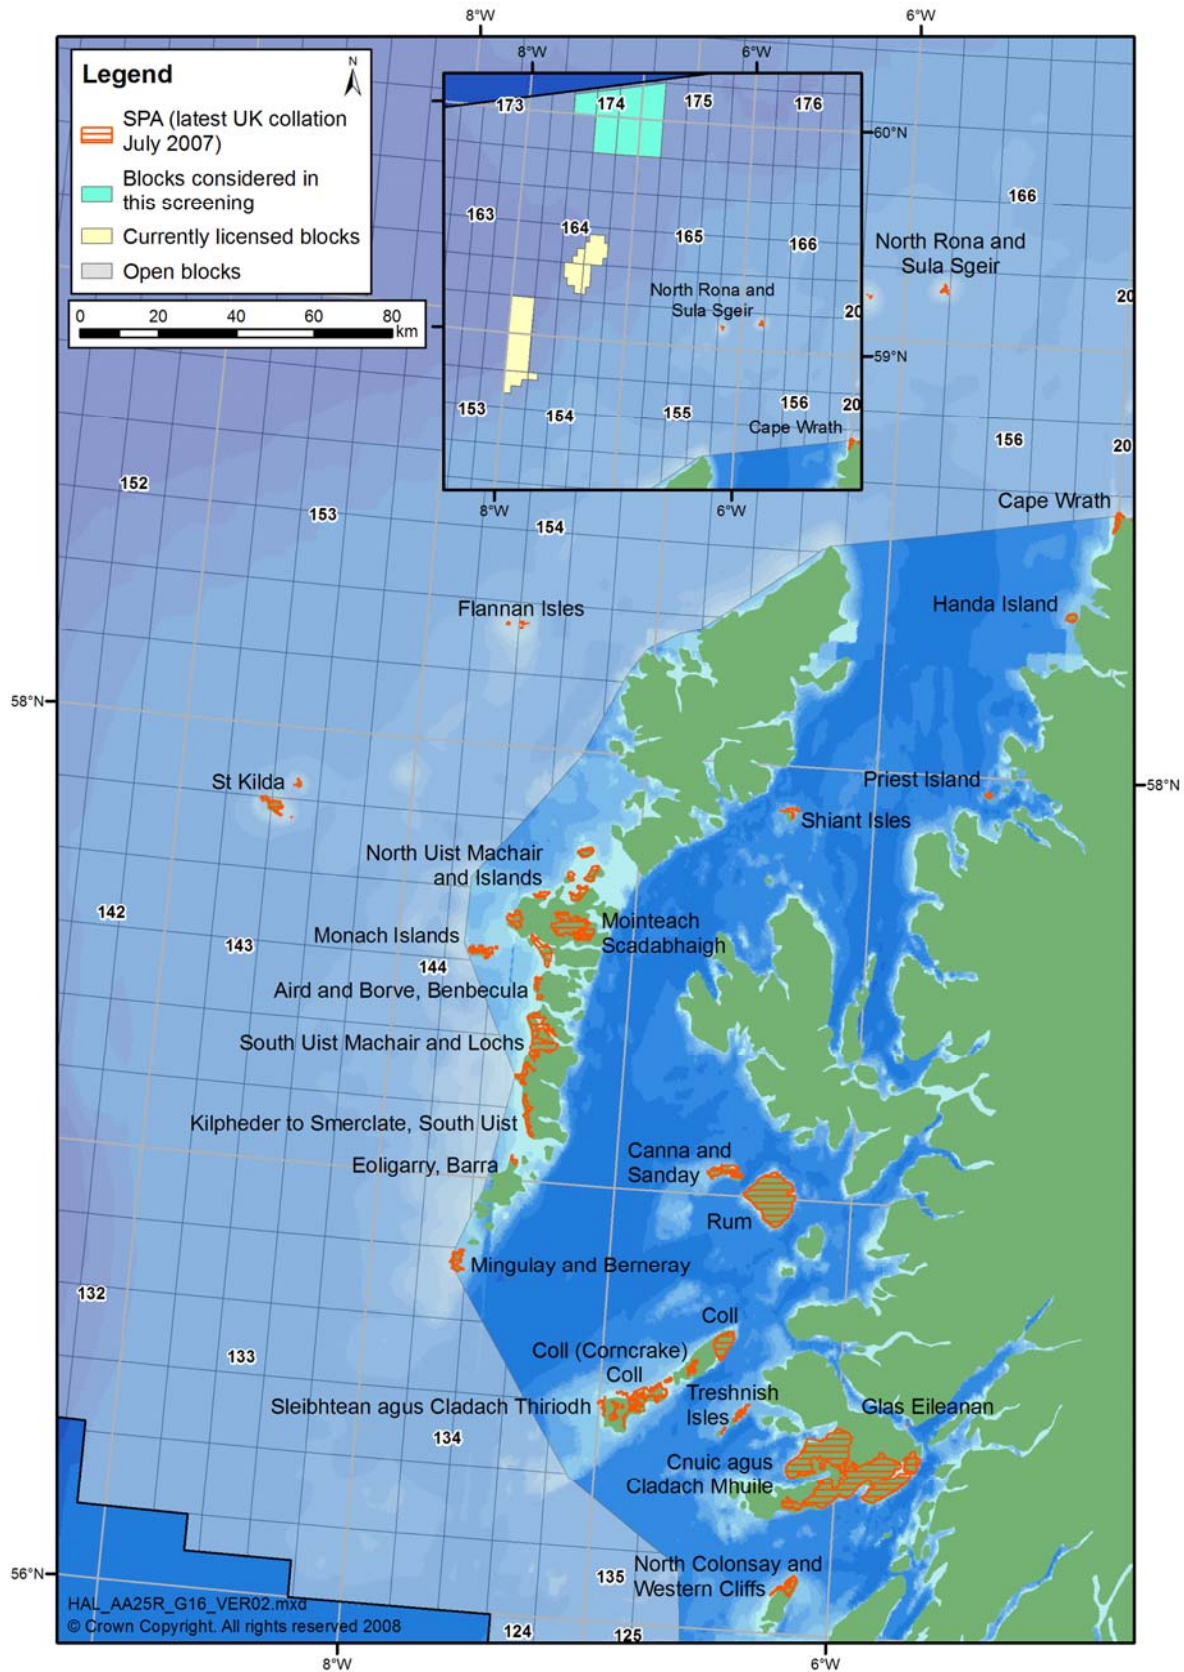 8°W
6°W
Legend
N
SPA (latest UK collation
July 2007)
Blocks considered in
this screening
Currently licensed blocks
Open blocks
0 20 40 60 80
km
8°W
6°W
173
174
175
176
60°N
163
164
165
166
North Rona and
Sula Sgeir
20
59°N
153
154
155
156
20
Cape Wrath
8°W
6°W
166
North Rona and
Sula Sgeir
20
156
20
152
153
154
Cape Wrath
Flannan Isles
Handa Island
58°N
St Kilda
Priest Island
58°N
Shiant Isles
North Uist Machair
and Islands
142
143
Monach Islands
144
Mointeach
Scadabhaigh
Aird and Borve, Benbecula
South Uist Machair and Lochs
Kilpheder to Smerclate, South Uist
Eoligarry, Barra
Canna and
Sanday
Rum
Mingulay and Berneray
132
133
Coll
Coll (Corncrake)
Coll
Sleibhtean agus Cladach Thiriodh
Treshnish
Isles
Glas Eileanan
134
Cnuic agus
Cladach Mhuile
56°N
135
North Colonsay and
Western Cliffs
HAL_AA25R_G16_VER02.mxd
© Crown Copyright. All rights reserved 2008
124
125
8°W
6°W